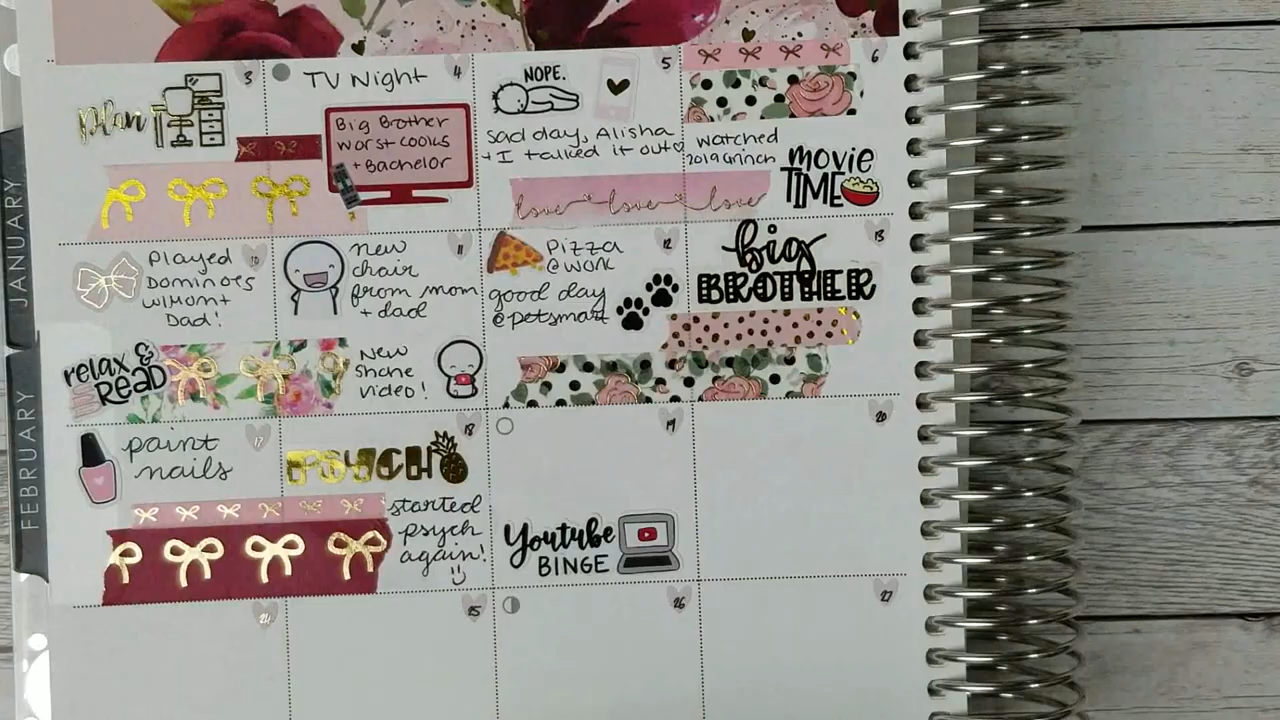 JANUARY
FEBRUARY
3
Plan
4
TV Night
Big Brother
worst cooks
+ Bachelor
5
NOPE.
sad day, Alisha
+ I talked it out
love love love
6
watched
2019 Grinch
movie
TIME
10
Played
Dominoes
w/Mom +
Dad!
relax &
READ
11
new
chair
from mom
+ dad
New
Shane
video!
12
Pizza
@ work
good day
@petsmart
13
big
BROTHER
17
paint
nails
18
PSYCH
started
psych
again!
19
Youtube
BINGE
20
24
25
26
27